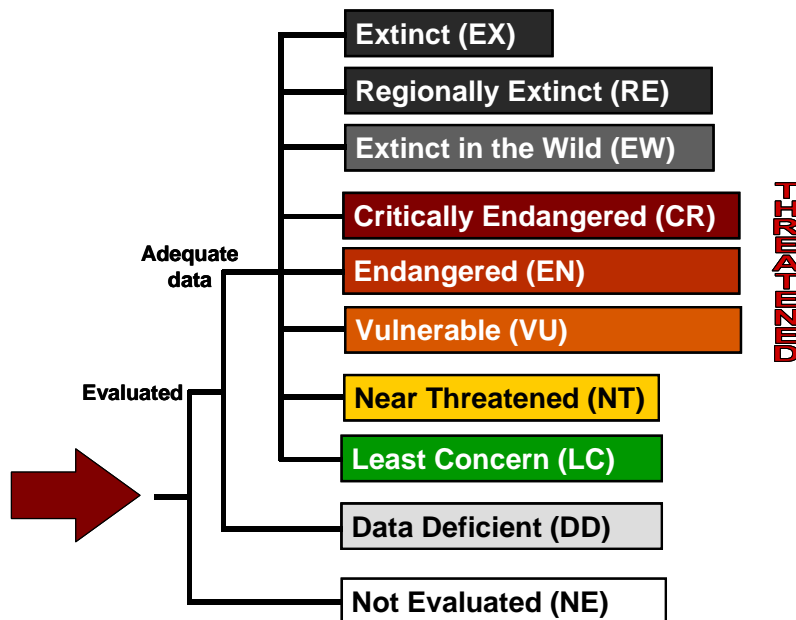 Extinct (EX)
Regionally Extinct (RE)
Extinct in the Wild (EW)
Critically Endangered (CR)
Endangered (EN)
Vulnerable (VU)
Near Threatened (NT)
Least Concern (LC)
Data Deficient (DD)
Not Evaluated (NE)
Adequate
data
Evaluated
THREATENED